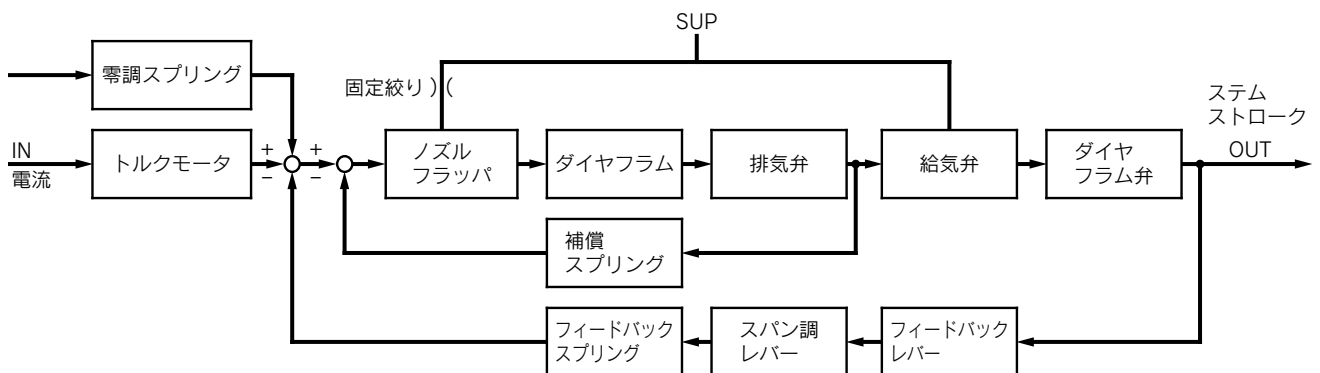 SUP
零調スプリング
固定絞り ) (
ステム
ストローク
IN
電流
トルクモータ
+
−
+
−
ノズル
フラッパ
ダイヤフラム
排気弁
給気弁
ダイヤ
フラム弁
OUT
補償
スプリング
フィードバック
スプリング
スパン調
レバー
フィードバック
レバー